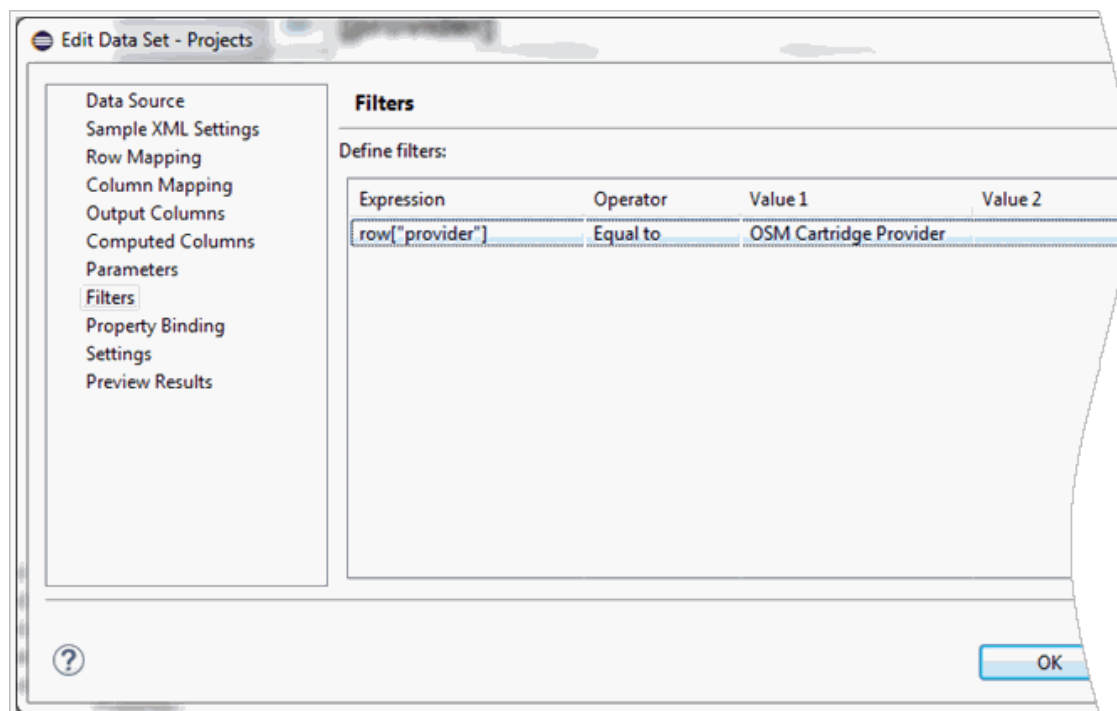 Edit Data Set - Projects
Data Source
Sample XML Settings
Row Mapping
Column Mapping
Output Columns
Computed Columns
Parameters
Filters
Property Binding
Settings
Preview Results
Filters
Define filters:
Expression Operator Value 1 Value 2
row["provider"] Equal to OSM Cartridge Provider
?
OK